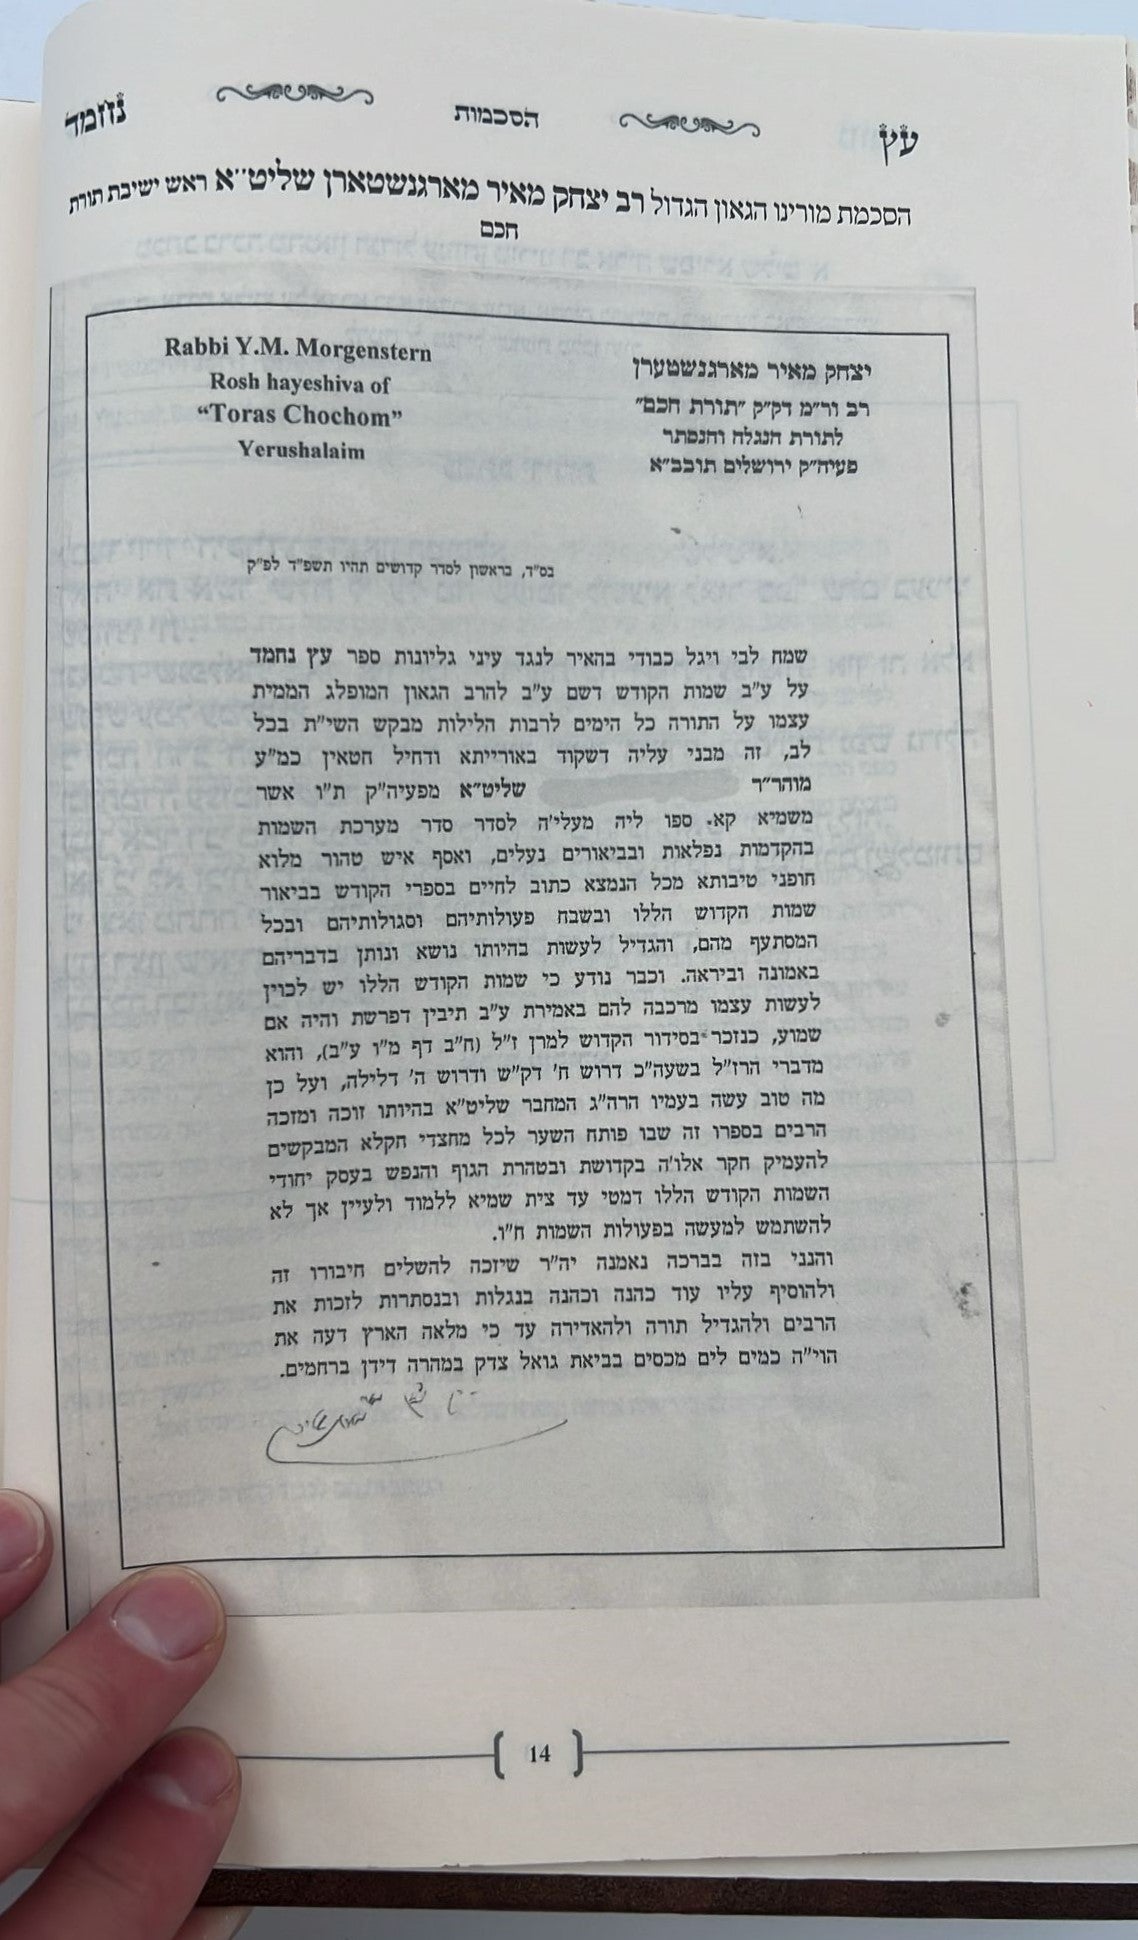 עץ הסכמות נחמד
הסכמת מורינו הגאון הגדול רב יצחק מאיר מארגנשטארן שליט''א ראש ישיבת תורת
חכם
Rabbi Y.M. Morgenstern
Rosh hayeshiva of
“Toras Chochom”
Yerushalaim
יצחק מאיר מארגנשטערן
רב ור"מ דק"ק "תורת חכם"
לתורת הנגלה והנסתר
פעיה"ק ירושלים תובב"א
בס"ד, בראשון לסדר קדושים תהיו תשפ"ד לפ"ק
שמח לבי ויגל כבודי בהאיר לנגד עיני גליונות ספר עץ נחמד
על ע"ב שמות הקודש דשם ע"ב להרב הגאון המופלג הממית
עצמו על התורה כל הימים לרבות הלילות מבקש השי"ת בכל
לב, זה מבני עליה דשקוד באורייתא ודחיל חטאין כמ"ע
מוהר"ר שליט"א מפעיה"ק ת"ו אשר
משמיא קא. ספו ליה מעלי'ה לסדר סדר מערכת השמות
בהקדמות נפלאות ובביאורים נעלים, ואסף איש טהור מלוא
חופני טיבותא מכל הנמצא כתוב לחיים בספרי הקודש בביאור
שמות הקדוש הללו ובשבח פעולותיהם וסגולותיהם ובכל
המסתעף מהם, והגדיל לעשות בהיותו נושא ונותן בדבריהם
באמונה וביראה. וכבר נודע כי שמות הקודש הללו יש לכוין
לעשות עצמו מרכבה להם באמירת ע"ב תיבין דפרשת והיה אם
שמוע, כנזכר בסידור הקדוש למרן ז"ל (ח"ב דף מ"ו ע"ב), והוא
מדברי הרז"ל בשעה"כ דרוש ח' דק"ש ודרוש ה' דלילה, ועל כן
מה טוב עשה בעמיו הרה"ג המחבר שליט"א בהיותו זוכה ומזכה
הרבים בספרו זה שבו פותח השער לכל מחצדי חקלא המבקשים
להעמיק חקר אלו'ה בקדושת ובטהרת הגוף והנפש בעסק יחודי
השמות הקודש הללו דמטי עד צית שמיא ללמוד ולעיין אך לא
להשתמש למעשה בפעולות השמות ח"ו.
והנני בזה בברכה נאמנה יה"ר שיזכה להשלים חיבורו זה
ולהוסיף עליו עוד כהנה וכהנה בנגלות ובנסתרות לזכות את
הרבים ולהגדיל תורה ולהאדירה עד כי מלאה הארץ דעה את
הוי"ה כמים לים מכסים בביאת גואל צדק במהרה דידן ברחמים.
14